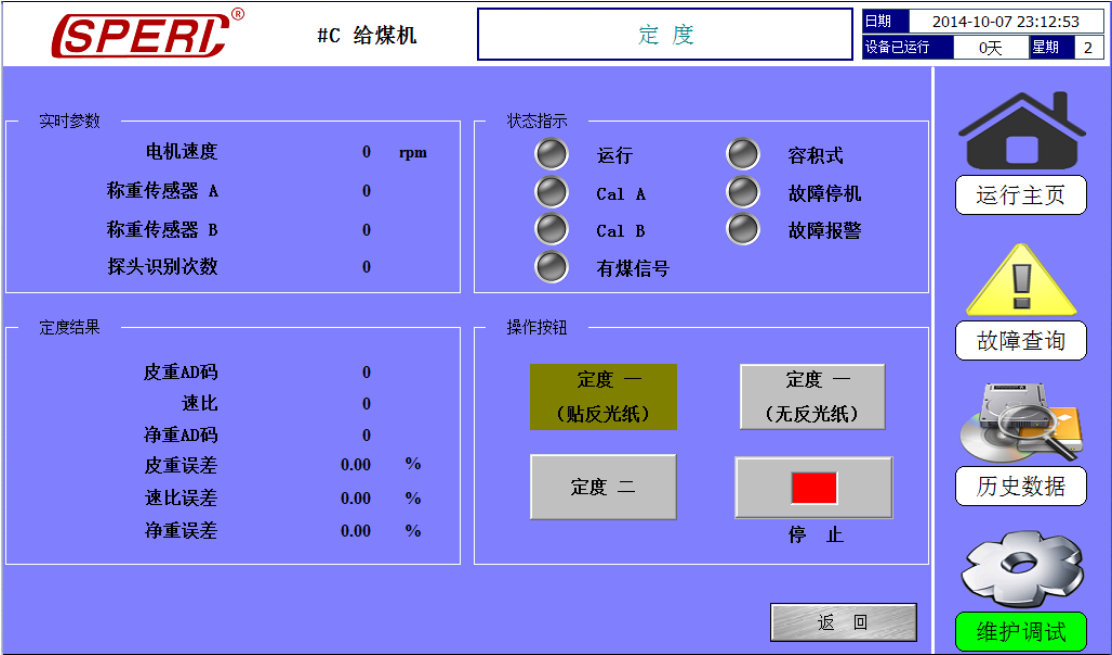 SPERI®
#C 给煤机
定 度
日期 2014-10-07 23:12:53
设备已运行 0天 星期 2
实时参数
电机速度 0 rpm
称重传感器 A 0
称重传感器 B 0
探头识别次数 0
状态指示
运行 容积式
Cal A 故障停机
Cal B 故障报警
有煤信号
定度结果
皮重AD码 0
速比 0
净重AD码 0
皮重误差 0.00 %
速比误差 0.00 %
净重误差 0.00 %
操作按钮
定度 一
(贴反光纸)
定度 一
(无反光纸)
定度 二
停 止
返 回
运行主页
故障查询
历史数据
维护调试